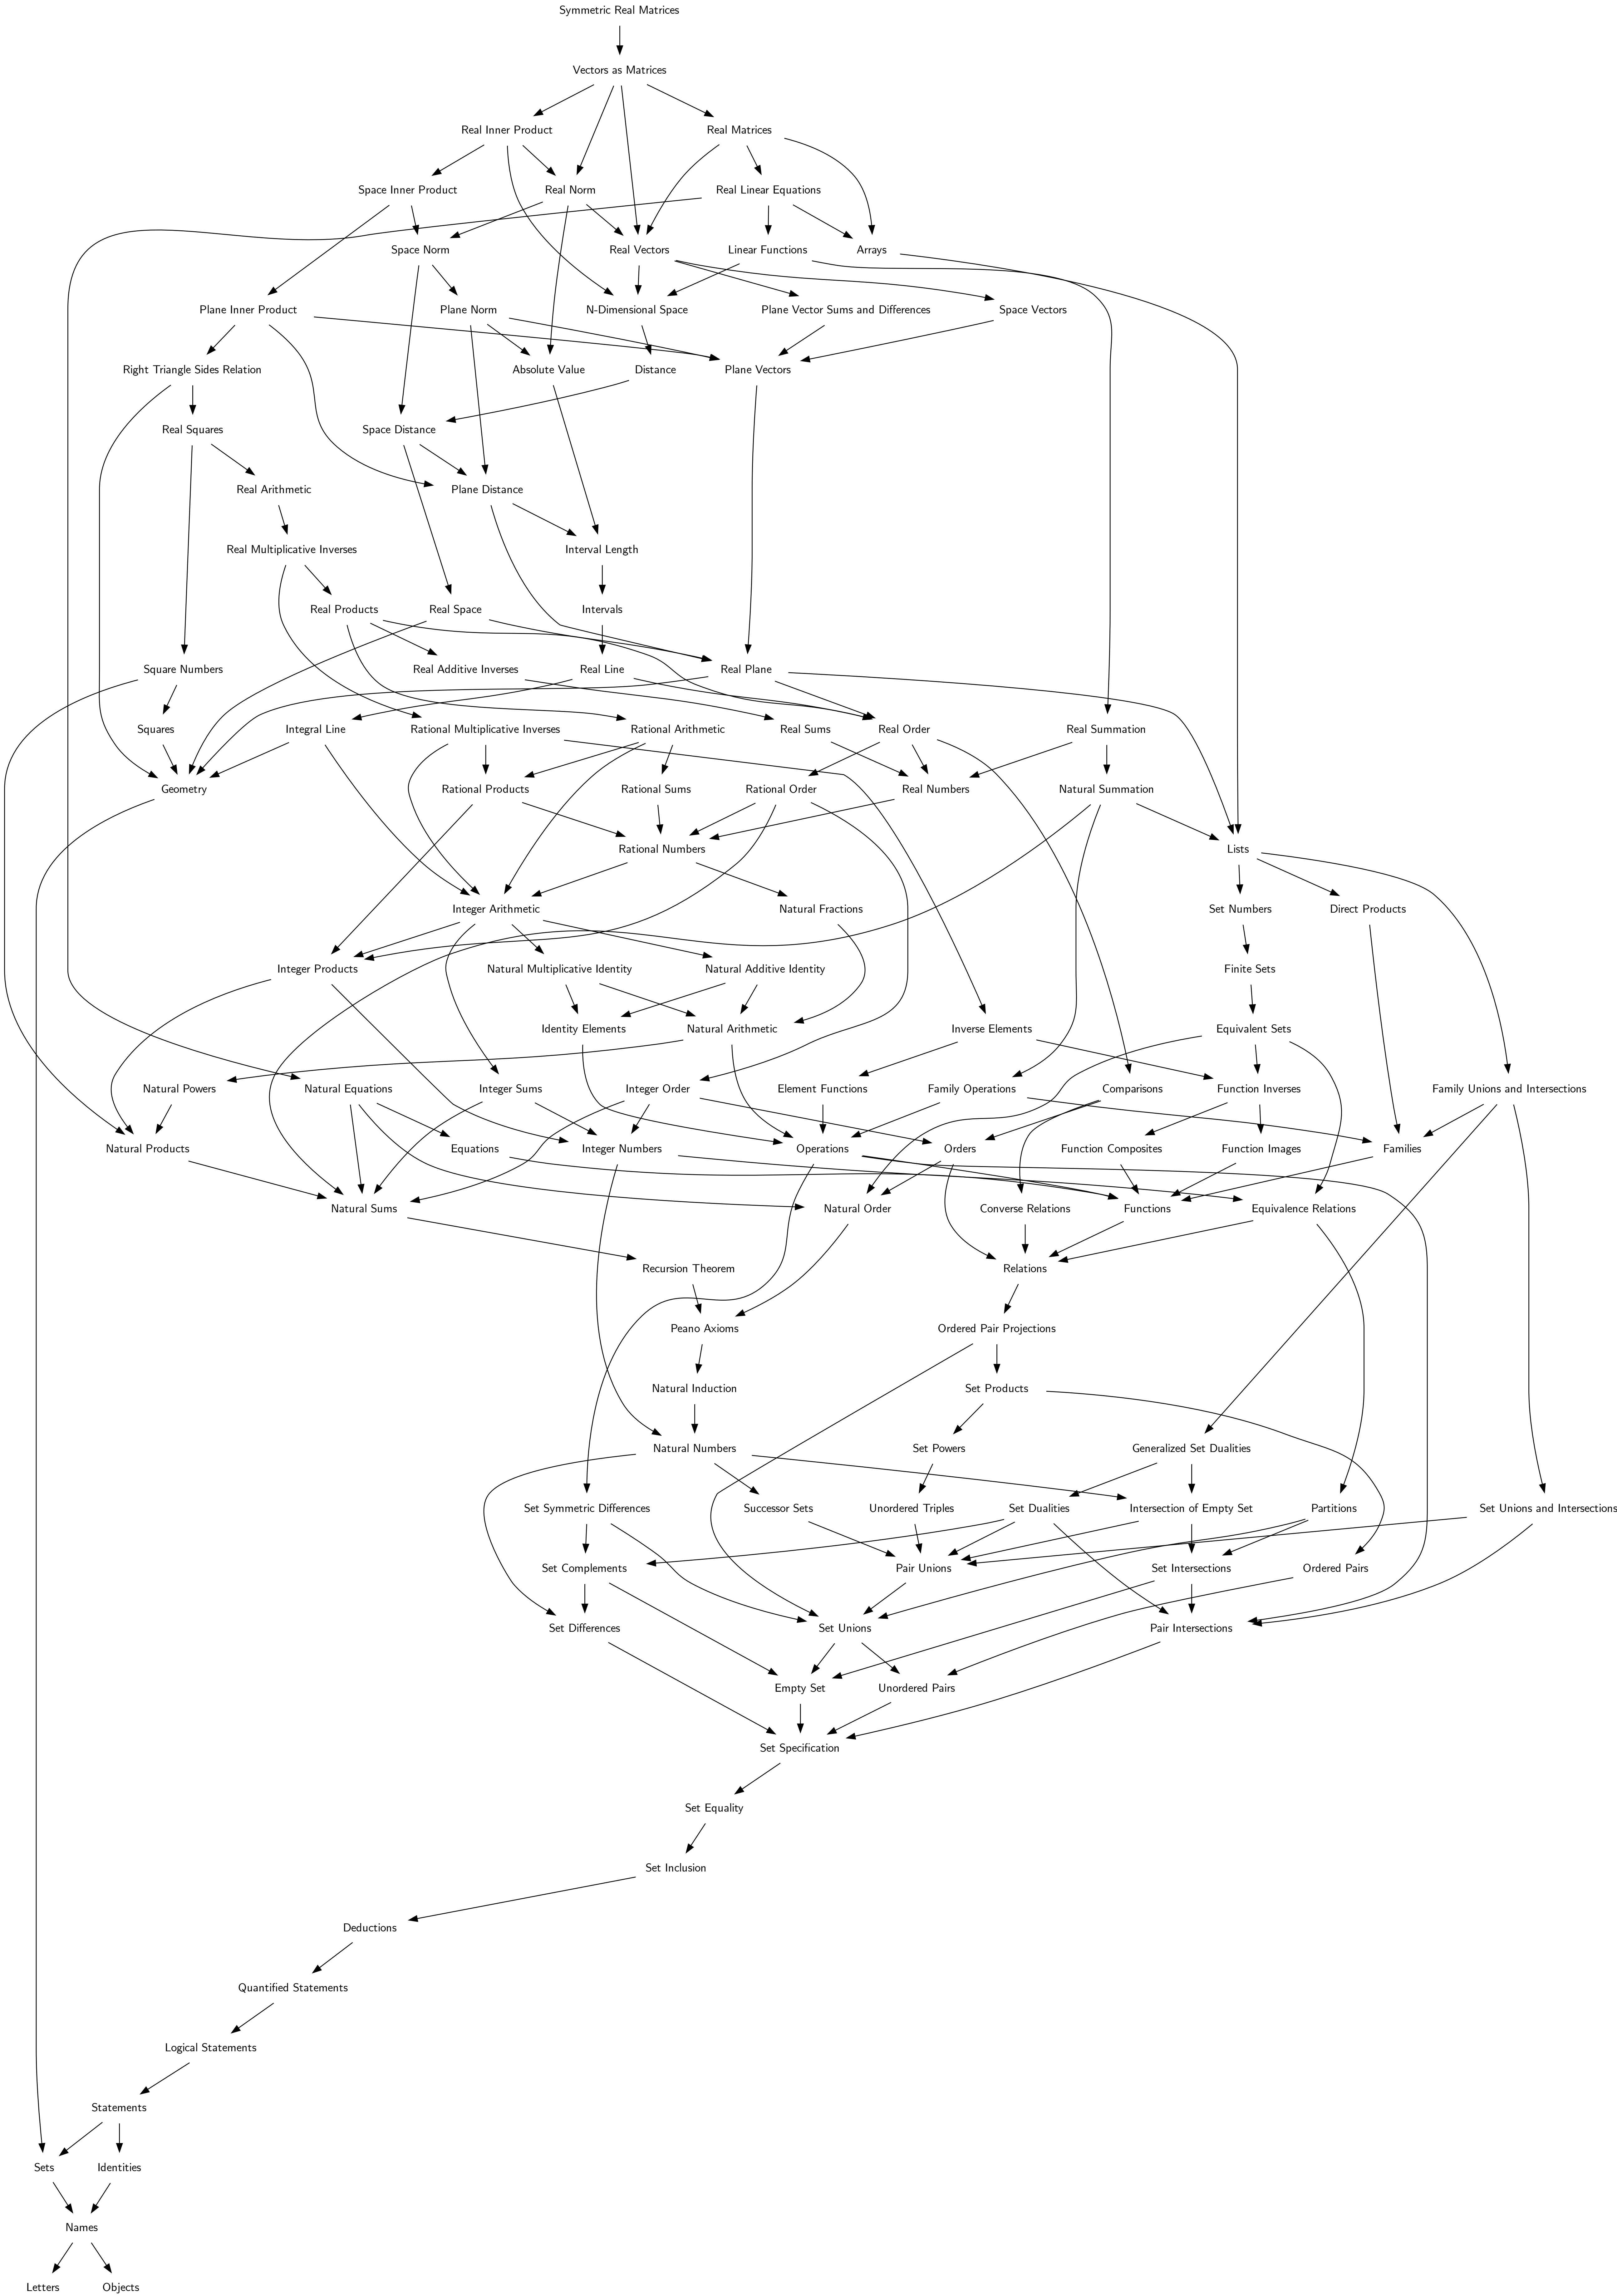 Symmetric Real Matrices
Vectors as Matrices
Real Inner Product
Real Matrices
Space Inner Product
Real Norm
Real Linear Equations
Space Norm
Real Vectors
Linear Functions
Arrays
Plane Inner Product
Plane Norm
N-Dimensional Space
Plane Vector Sums and Differences
Space Vectors
Right Triangle Sides Relation
Absolute Value
Distance
Plane Vectors
Real Squares
Space Distance
Real Arithmetic
Plane Distance
Real Multiplicative Inverses
Interval Length
Real Products
Real Space
Intervals
Square Numbers
Real Additive Inverses
Real Line
Real Plane
Squares
Integral Line
Rational Multiplicative Inverses
Rational Arithmetic
Real Sums
Real Order
Real Summation
Geometry
Rational Products
Rational Sums
Rational Order
Real Numbers
Natural Summation
Rational Numbers
Lists
Integer Arithmetic
Natural Fractions
Set Numbers
Direct Products
Integer Products
Natural Multiplicative Identity
Natural Additive Identity
Finite Sets
Identity Elements
Natural Arithmetic
Inverse Elements
Equivalent Sets
Natural Powers
Natural Equations
Integer Sums
Integer Order
Element Functions
Family Operations
Comparisons
Function Inverses
Family Unions and Intersections
Natural Products
Equations
Integer Numbers
Operations
Orders
Function Composites
Function Images
Families
Natural Sums
Natural Order
Converse Relations
Functions
Equivalence Relations
Recursion Theorem
Relations
Peano Axioms
Ordered Pair Projections
Natural Induction
Set Products
Natural Numbers
Set Powers
Generalized Set Dualities
Set Symmetric Differences
Successor Sets
Unordered Triples
Set Dualities
Intersection of Empty Set
Partitions
Set Unions and Intersections
Set Complements
Pair Unions
Set Intersections
Ordered Pairs
Set Differences
Set Unions
Pair Intersections
Empty Set
Unordered Pairs
Set Specification
Set Equality
Set Inclusion
Deductions
Quantified Statements
Logical Statements
Statements
Sets
Identities
Names
Letters
Objects